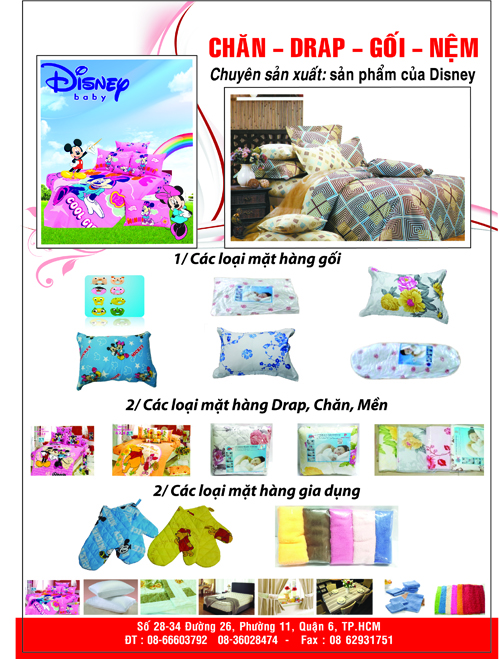 CHĂN - DRAP - GỐI - NỆM
Chuyên sản xuất: sản phẩm của Disney
Disney
baby
COOL GI
1/ Các loại mặt hàng gối
2/ Các loại mặt hàng Drap, Chăn, Mền
2/ Các loại mặt hàng gia dụng
Số 28-34 Đường 26, Phường 11, Quận 6, TP.HCM
ĐT : 08-66603792 08-36028474 - Fax : 08 62931751